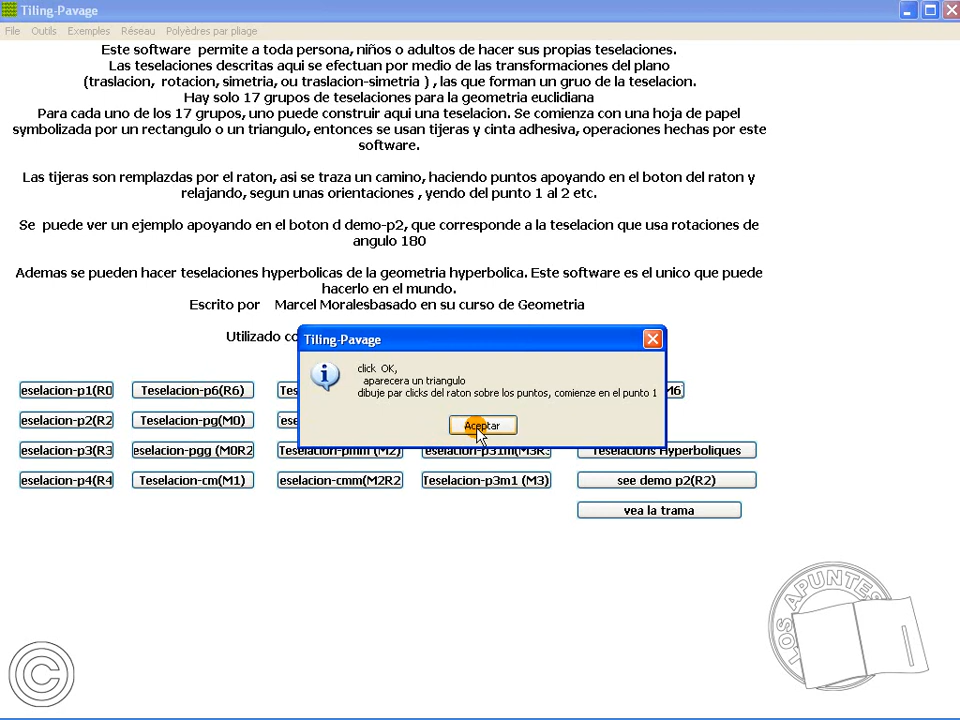 Tiling-Pavage
File Outils Exemples Réseau Polyèdres par pliage
Este software permite a toda persona, niños o adultos de hacer sus propias teselaciones.
Las teselaciones descritas aqui se efectuan por medio de las transformaciones del plano
(traslacion, rotacion, simetria, ou traslacion-simetria ) , las que forman un gruo de la teselacion.
Hay solo 17 grupos de teselaciones para la geometria euclidiana
Para cada uno de los 17 grupos, uno puede construir aqui una teselacion. Se comienza con una hoja de papel
symbolizada por un rectangulo o un triangulo, entonces se usan tijeras y cinta adhesiva, operaciones hechas por este
software.
Las tijeras son remplazdas por el raton, asi se traza un camino, haciendo puntos apoyando en el boton del raton y
relajando, segun unas orientaciones , yendo del punto 1 al 2 etc.
Se puede ver un ejemplo apoyando en el boton d demo-p2, que corresponde a la teselacion que usa rotaciones de
angulo 180
Ademas se pueden hacer teselaciones hyperbolicas de la geometria hyperbolica. Este software es el unico que puede
hacerlo en el mundo.
Escrito por Marcel Moralesbasado en su curso de Geometria
Utilizado co
Tiling-Pavage
click OK,
aparecera un triangulo
dibuje par clicks del raton sobre los puntos, comienze en el punto 1
Aceptar
eselacion-p1(R0 Teselacion-p6(R6) Tes M6
eselacion-p2(R2 Teselacion-pg(M0) ese
eselacion-p3(R3 eselacion-pgg (M0R2 Teselacion-pmm (M2) eselacion-p31m(M3R3 Teselacions Hyperboliques
eselacion-p4(R4 Teselacion-cm(M1) eselacion-cmm(M2R2 Teselacion-p3m1 (M3) see demo p2(R2)
vea la trama
LOS APUNTES
©